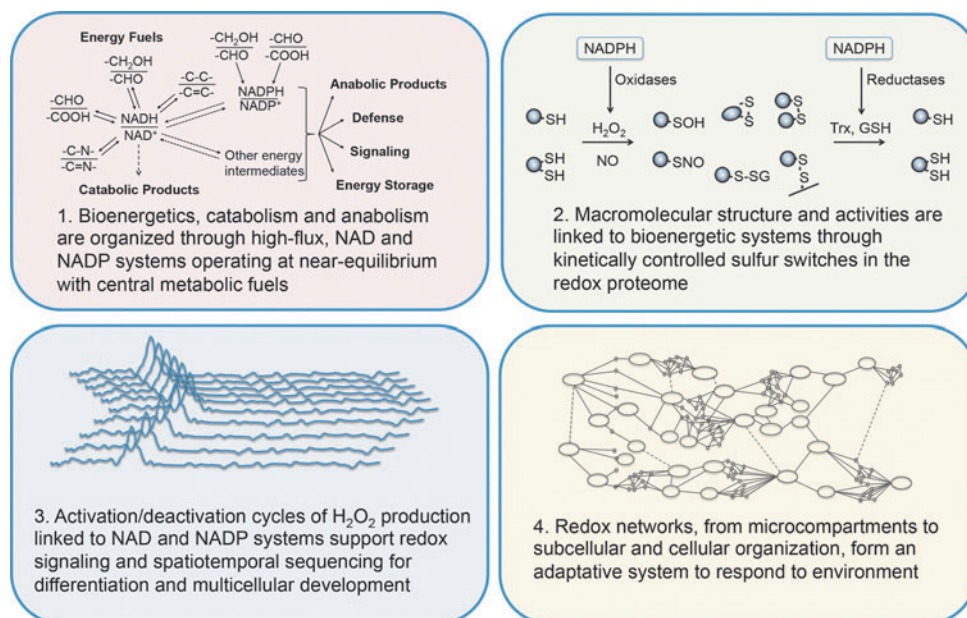 Energy Fuels
-CH2OH
-CHO
-CHO
-COOH
-C-C-
-C=C-
NADH
NAD+
-C-N-
-C=N-
Catabolic Products
-CH2OH
-CHO
-CHO
-COOH
NADPH
NADP+
Other energy
intermediates
Anabolic Products
Defense
Signaling
Energy Storage
1. Bioenergetics, catabolism and anabolism
are organized through high-flux, NAD and
NADP systems operating at near-equilibrium
with central metabolic fuels
NADPH
Oxidases
H2O2
NO
SH
SH
SH
SOH
SNO
S
S
S-SG
S
S
S
S
NADPH
Reductases
Trx, GSH
SH
SH
SH
2. Macromolecular structure and activities are
linked to bioenergetic systems through
kinetically controlled sulfur switches in the
redox proteome
3. Activation/deactivation cycles of H2O2 production
linked to NAD and NADP systems support redox
signaling and spatiotemporal sequencing for
differentiation and multicellular development
4. Redox networks, from microcompartments to
subcellular and cellular organization, form an
adaptative system to respond to environment